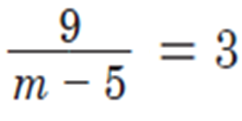 9/(m − 5) = 3